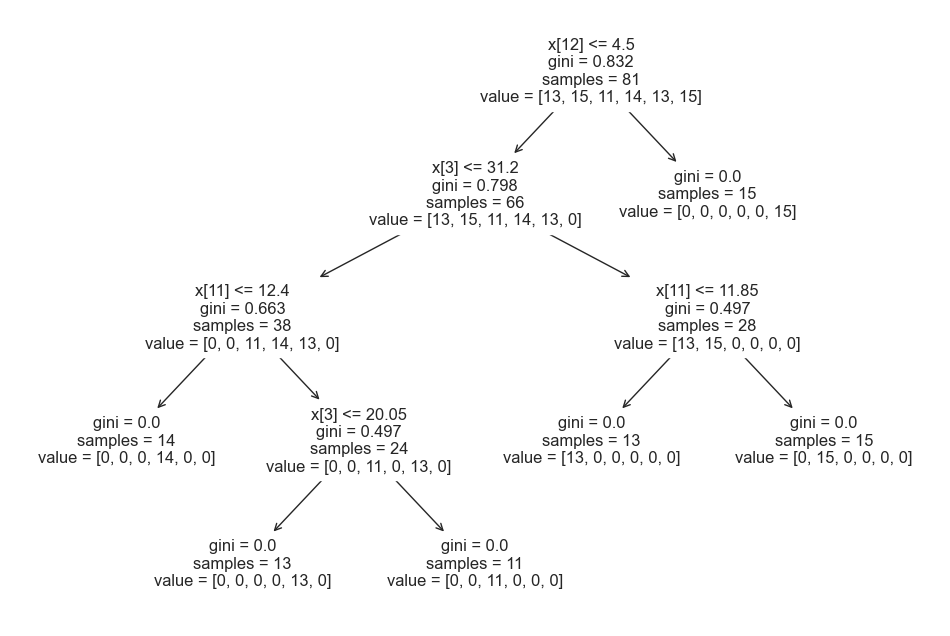 x[12] <= 4.5
gini = 0.832
samples = 81
value = [13, 15, 11, 14, 13, 15]
x[3] <= 31.2
gini = 0.798
samples = 66
value = [13, 15, 11, 14, 13, 0]
gini = 0.0
samples = 15
value = [0, 0, 0, 0, 0, 15]
x[11] <= 12.4
gini = 0.663
samples = 38
value = [0, 0, 11, 14, 13, 0]
x[11] <= 11.85
gini = 0.497
samples = 28
value = [13, 15, 0, 0, 0, 0]
gini = 0.0
samples = 14
value = [0, 0, 0, 14, 0, 0]
x[3] <= 20.05
gini = 0.497
samples = 24
value = [0, 0, 11, 0, 13, 0]
gini = 0.0
samples = 13
value = [13, 0, 0, 0, 0, 0]
gini = 0.0
samples = 15
value = [0, 15, 0, 0, 0, 0]
gini = 0.0
samples = 13
value = [0, 0, 0, 0, 13, 0]
gini = 0.0
samples = 11
value = [0, 0, 11, 0, 0, 0]